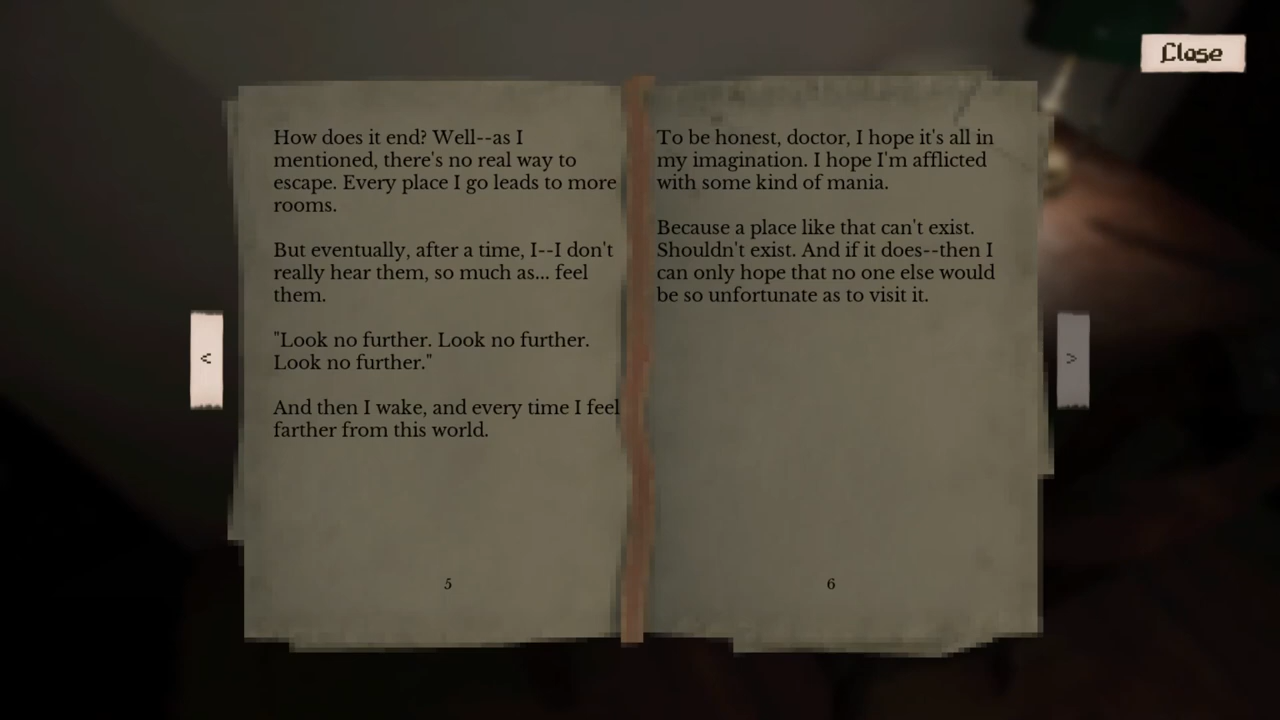 Close
How does it end? Well--as I
mentioned, there's no real way to
escape. Every place I go leads to more
rooms.
But eventually, after a time, I--I don't
really hear them, so much as... feel
them.
"Look no further. Look no further.
Look no further."
And then I wake, and every time I feel
farther from this world.
5
To be honest, doctor, I hope it's all in
my imagination. I hope I'm afflicted
with some kind of mania.
Because a place like that can't exist.
Shouldn't exist. And if it does--then I
can only hope that no one else would
be so unfortunate as to visit it.
6
<
>